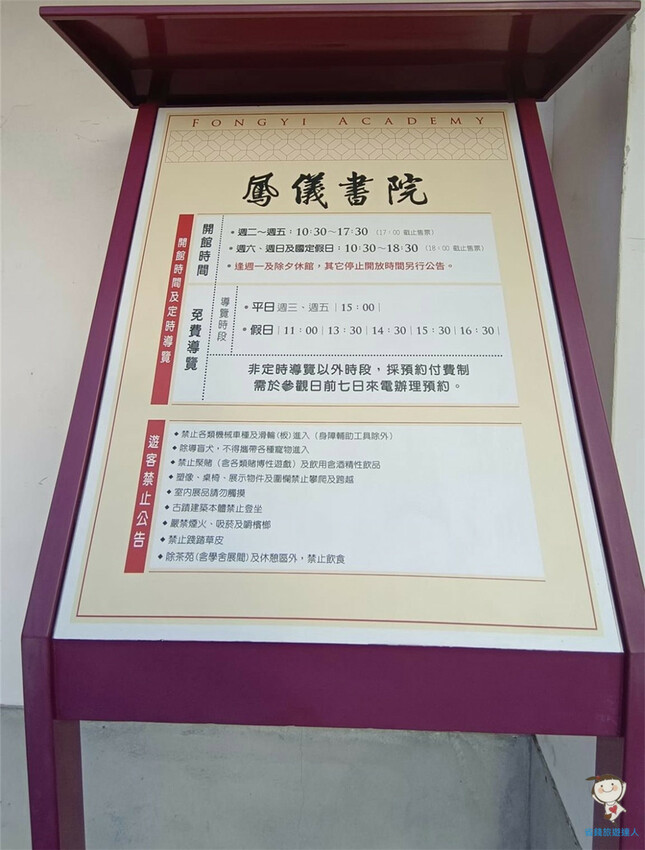 FONGYI ACADEMY
鳳儀書院
開館時間及定時導覽
開館時間
•週二～週五：10:30～17:30 (17:00 截止售票)
•週六、週日及國定假日：10:30～18:30 (18:00 截止售票)
•逢週一及除夕休館，其它停止開放時間另行公告。
免費導覽
導覽時段
•平日 週三、週五｜15:00｜
•假日｜11:00｜13:30｜14:30｜15:30｜16:30｜
非定時導覽以外時段，採預約付費制
需於參觀日前七日來電辦理預約。
遊客禁止公告
◆禁止各類機械車種及滑輪(板)進入（身障輔助工具除外）
◆除導盲犬，不得攜帶各種寵物進入
◆禁止聚賭（含各類賭博性遊戲）及飲用含酒精性飲品
◆塑像、桌椅、展示物件及圍欄禁止攀爬及跨越
◆室內展品請勿觸摸
◆古蹟建築本體禁止登坐
◆嚴禁煙火、吸菸及嚼檳榔
◆禁止踐踏草皮
◆除茶苑(含學舍展間)及休憩區外，禁止飲食
旅遊達人